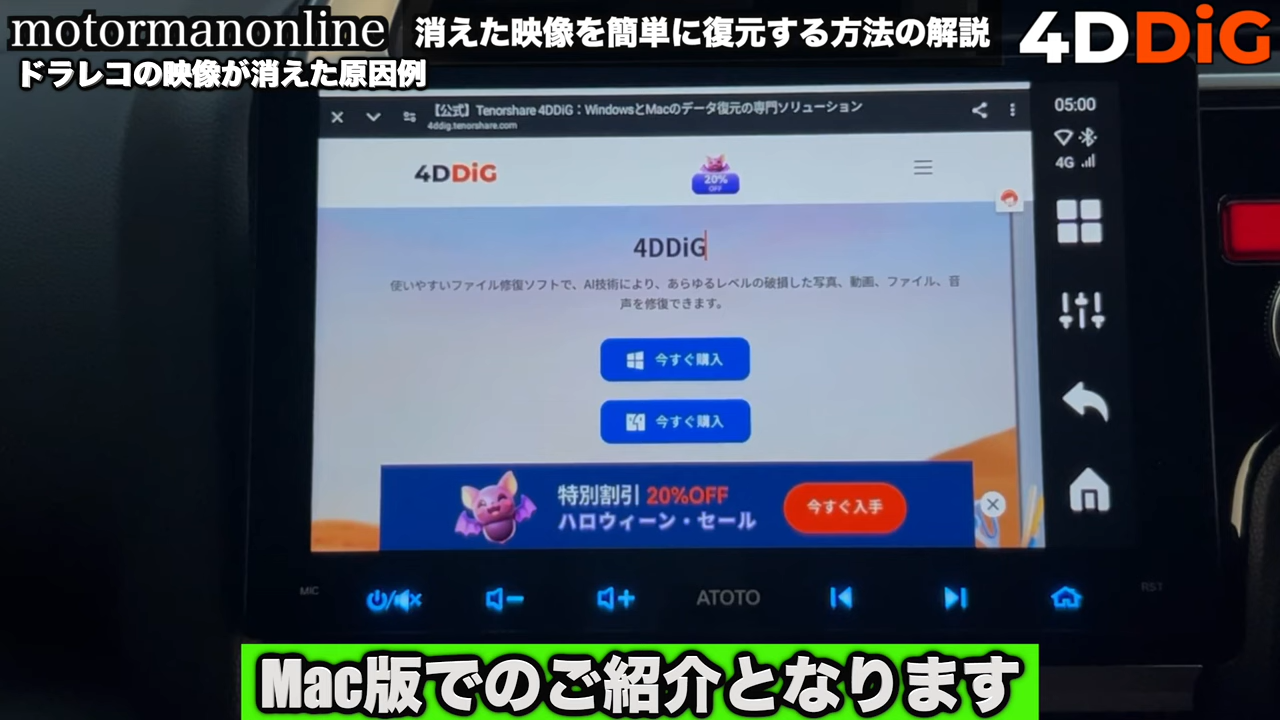 motormanonline
消えた映像を簡単に復元する方法の解説
4DDiG
ドラレコの映像が消えた原因例
【公式】Tenorshare 4DDiG：WindowsとMacのデータ復元の専門ソリューション
4ddig.tenorshare.com
05:00
4G
4DDiG
20%
OFF
4DDiG
使いやすいファイル修復ソフトで、AI技術により、あらゆるレベルの破損した写真、動画、ファイル、音
声を修復できます。
今すぐ購入
今すぐ購入
特別割引 20%OFF
ハロウィーン・セール
今すぐ入手
MIC
ATOTO
RST
Mac版でのご紹介となります